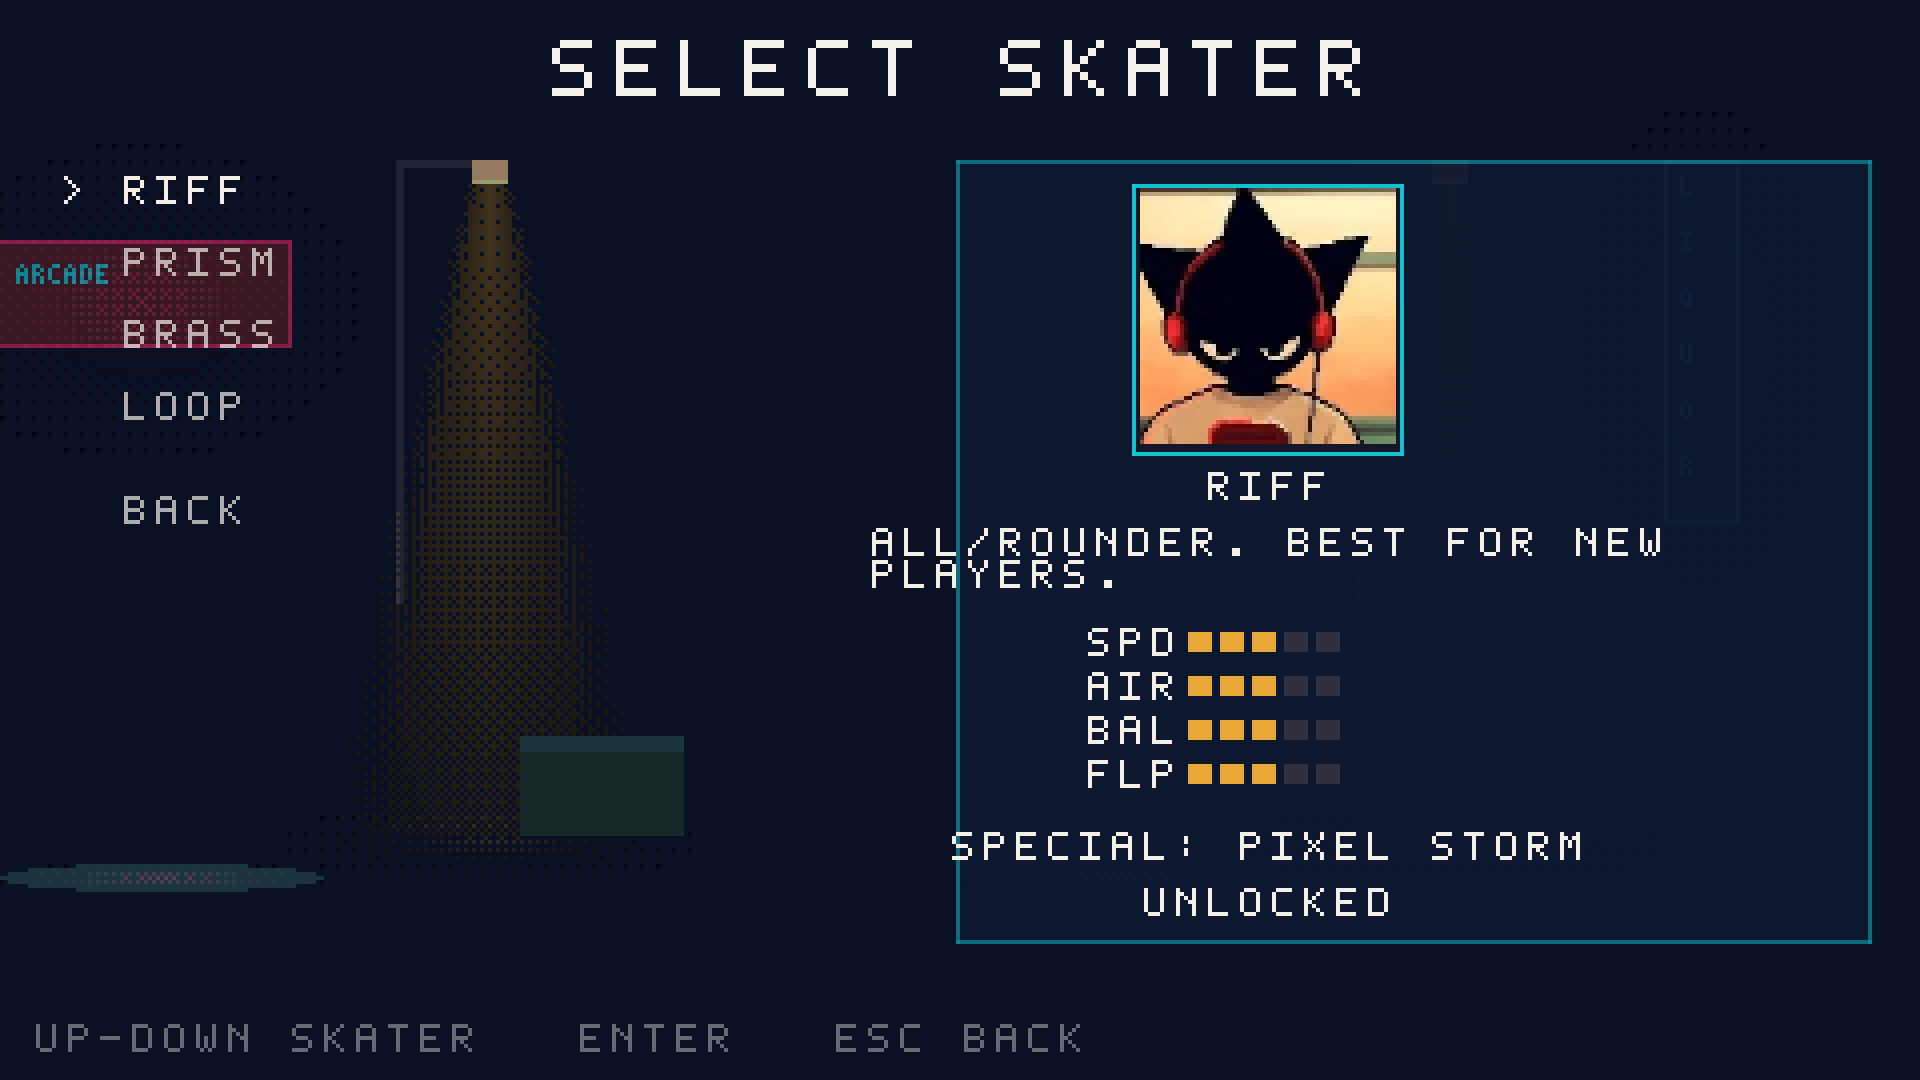 SELECT SKATER
> RIFF
ARCADE
PRISM
BRASS
LOOP
BACK
LIQUOR
RIFF
ALL/ROUNDER. BEST FOR NEW
PLAYERS.
SPD
AIR
BAL
FLP
SPECIAL: PIXEL STORM
UNLOCKED
UP-DOWN SKATER ENTER ESC BACK